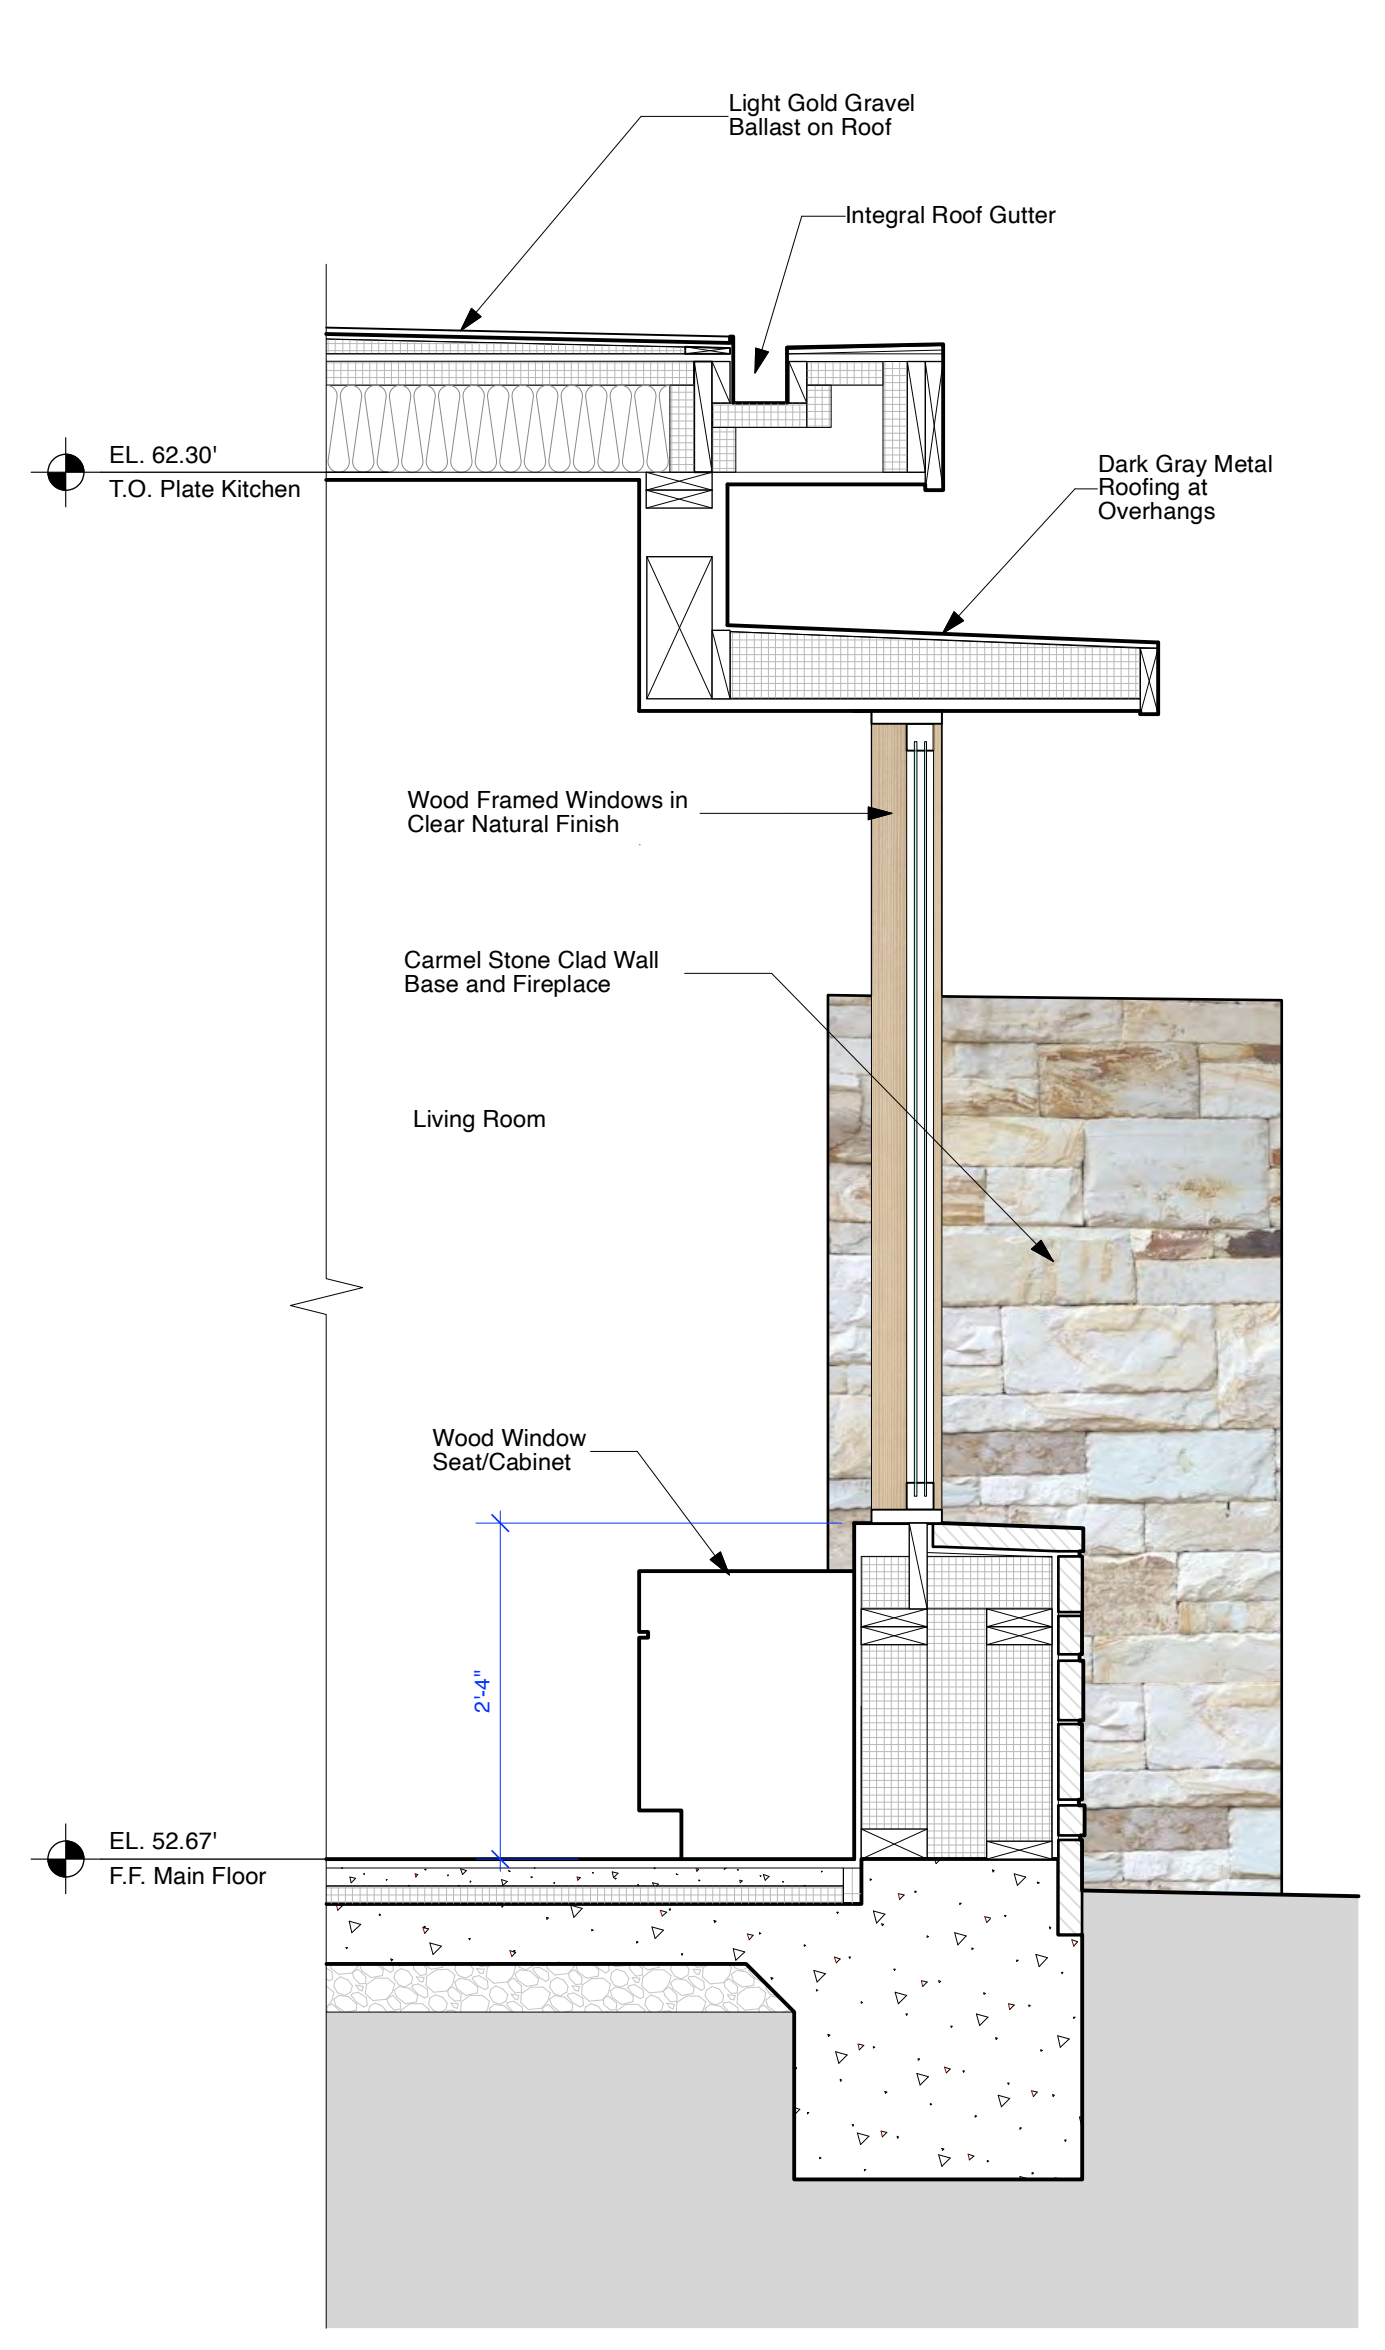 Light Gold Gravel
Ballast on Roof
Integral Roof Gutter
EL. 62.30'
T.O. Plate Kitchen
Dark Gray Metal
Roofing at
Overhangs
Wood Framed Windows in
Clear Natural Finish
Carmel Stone Clad Wall
Base and Fireplace
Living Room
Wood Window
Seat/Cabinet
2'-4"
EL. 52.67'
F.F. Main Floor